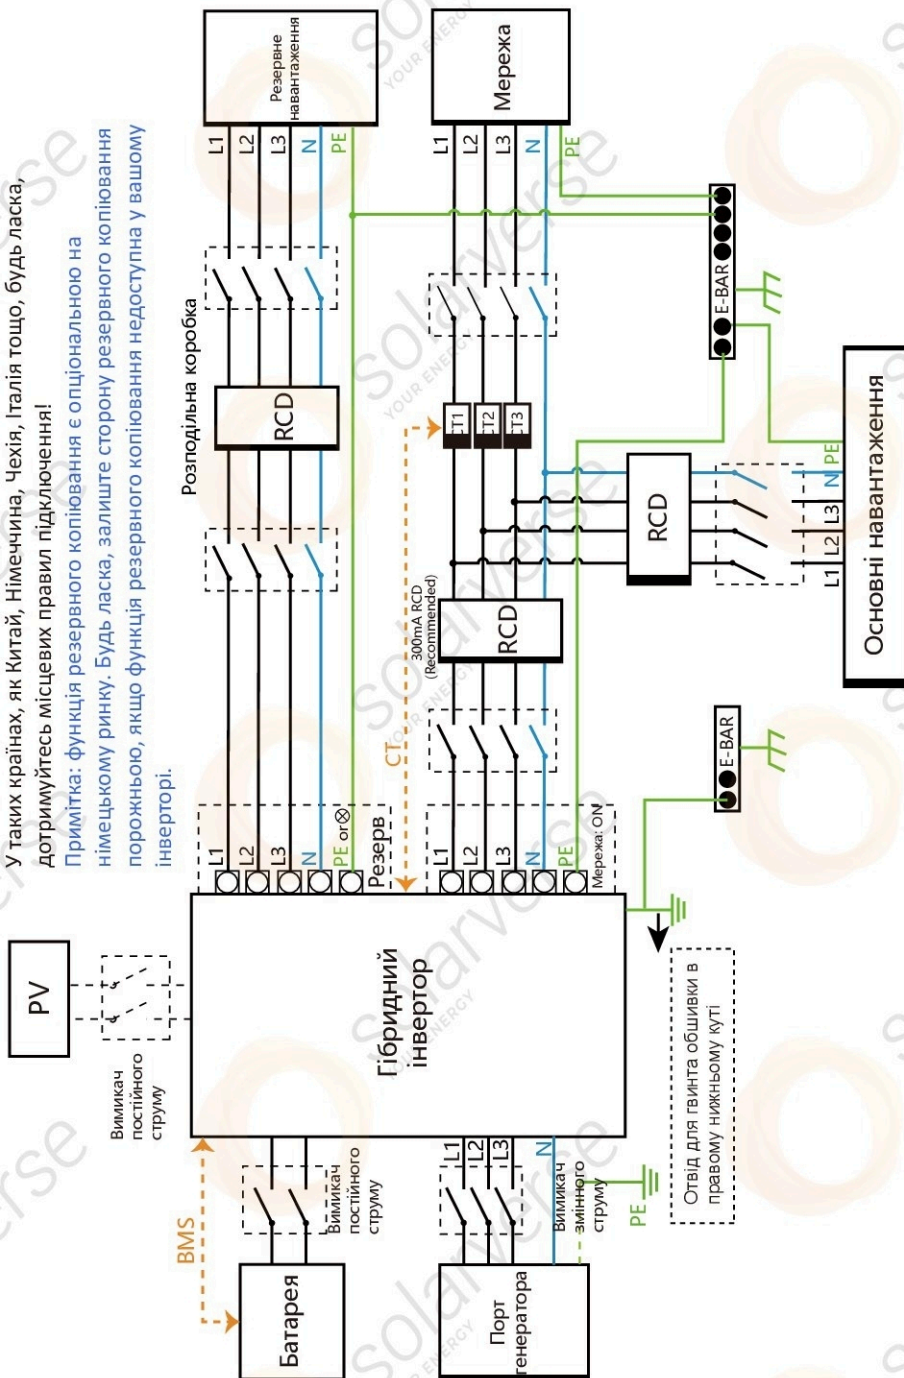 У таких країнах, як Китай, Німеччина, Чехія, Італія тощо, будь ласка,
дотримуйтесь місцевих правил підключення!
Примітка: функція резервного копіювання є опціональною на
німецькому ринку. Будь ласка, залиште сторону резервного копіювання
порожньою, якщо функція резервного копіювання недоступна у вашому
інверторі.
PV
Вимикач
постійного
струму
BMS
Батарея
Вимикач
постійного
струму
Порт
генератора
L1
L2
L3
N
Вимикач
змінного
струму
PE
Гібридний
інвертор
L1
L2
L3
N
PE or
Резерв
Розподільна коробка
RCD
L1
L2
L3
N
PE
Резервне
навантаження
CT
L1
L2
L3
N
PE
Мережа: ON
300mA RCD
(Recommended)
RCD
CT1
CT2
CT3
L1
L2
L3
N
PE
Мережа
RCD
L1
L2
L3
N
PE
Основні навантаження
E-BAR
E-BAR
Отвід для гвинта обшивки в
правому нижньому куті
solarverse
YOUR ENERGY